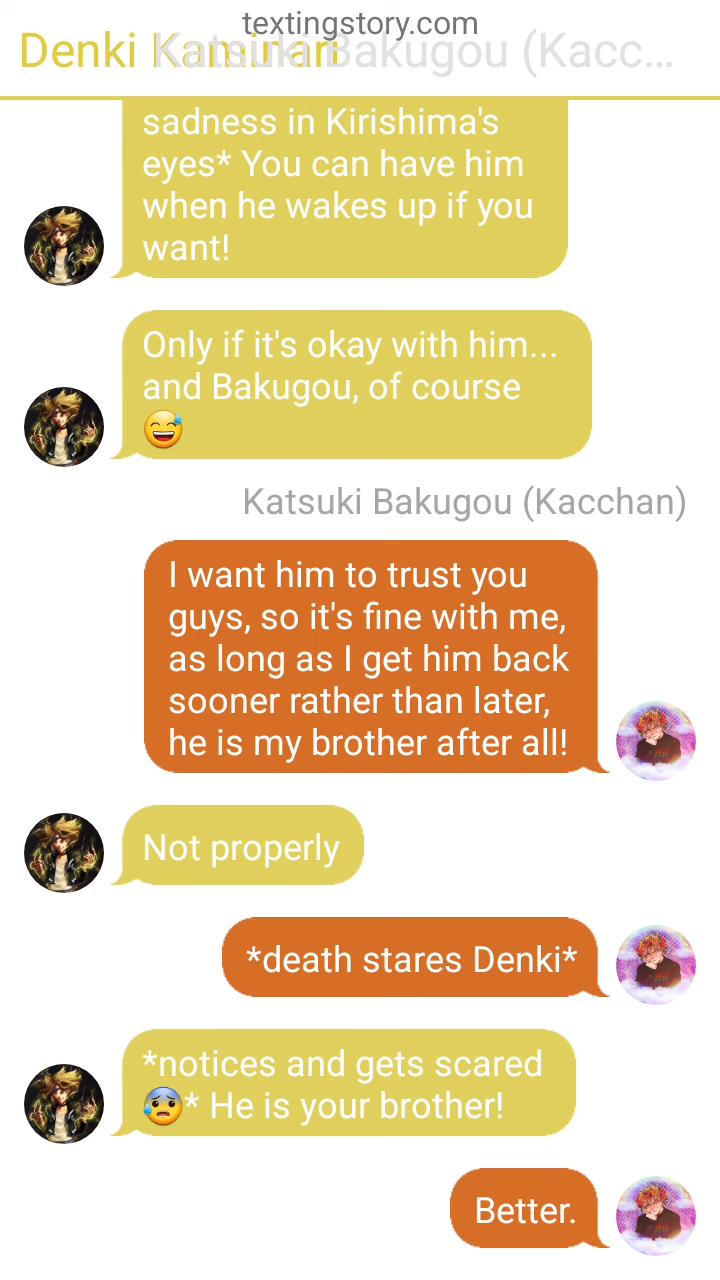 textingstory.com
Denki Kaminari
Katsuki Bakugou (Kacc...
sadness in Kirishima's
eyes* You can have him
when he wakes up if you
want!
Only if it's okay with him...
and Bakugou, of course
😅
Katsuki Bakugou (Kacchan)
I want him to trust you
guys, so it's fine with me,
as long as I get him back
sooner rather than later,
he is my brother after all!
Not properly
*death stares Denki*
*notices and gets scared
😰* He is your brother!
Better.